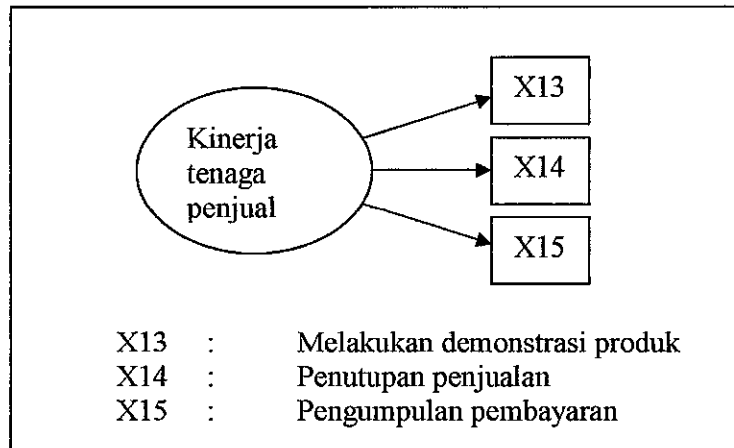 X13
Kinerja
tenaga
penjual
X14
X15
X13 : Melakukan demonstrasi produk
X14 : Penutupan penjualan
X15 : Pengumpulan pembayaran